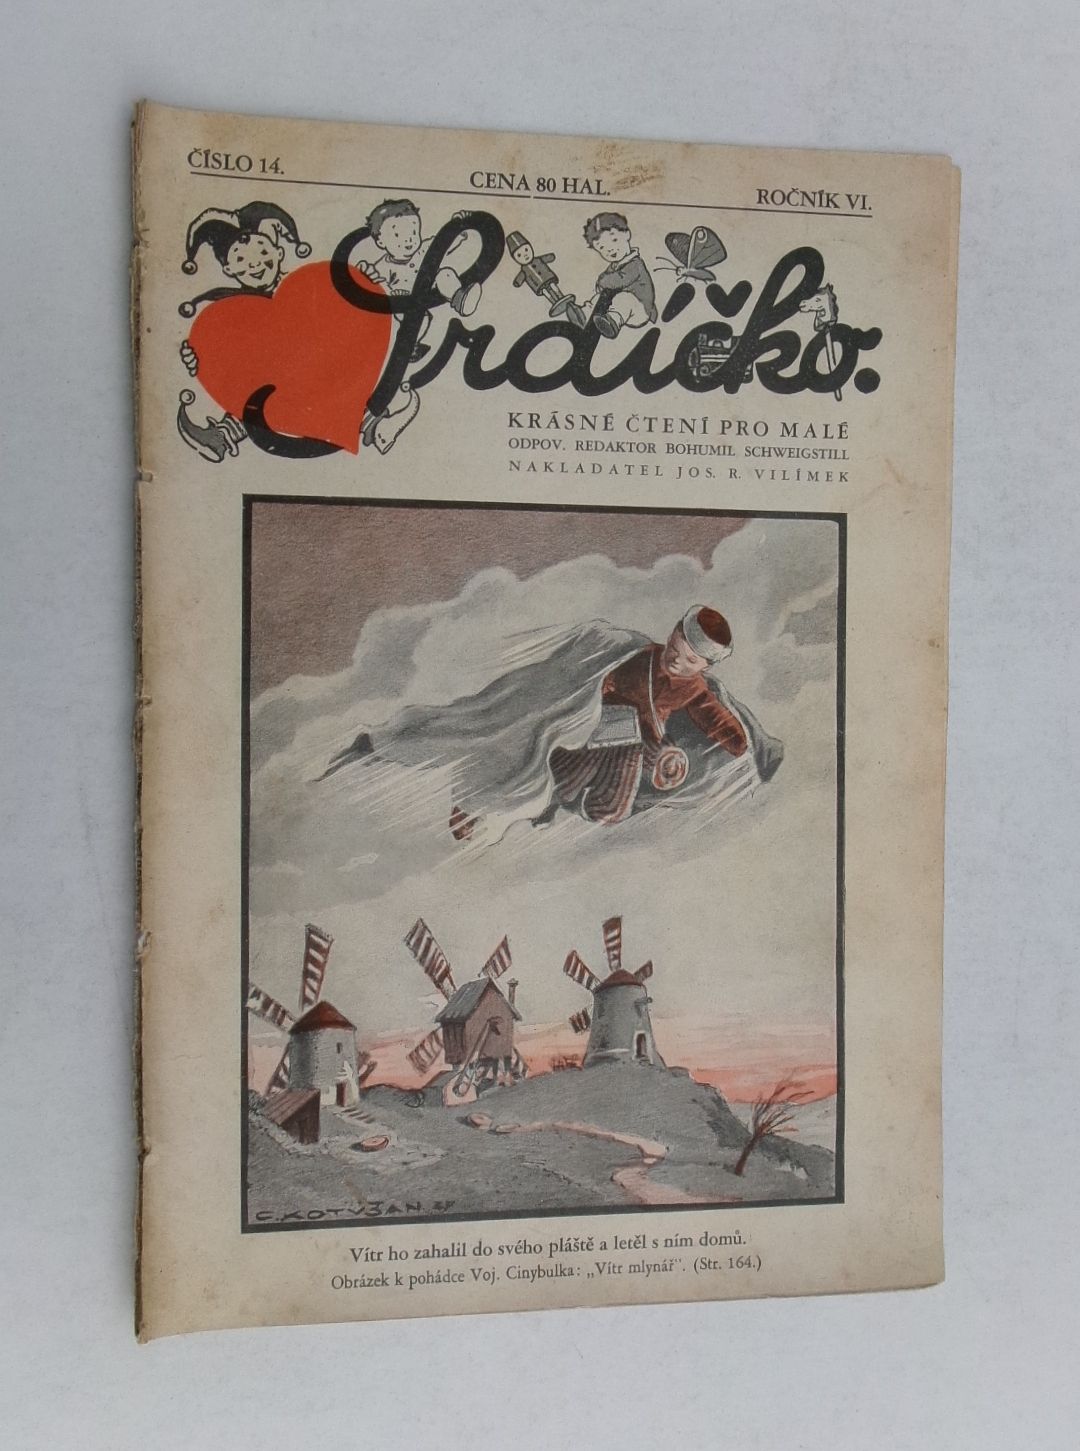 ČÍSLO 14.
CENA 80 HAL.
ROČNÍK VI.
Srdíčko.
KRÁSNÉ ČTENÍ PRO MALÉ
ODPOV. REDAKTOR BOHUMIL SCHWEIGSTILL
NAKLADATEL JOS. R. VILÍMEK
C. KOTYŠAN
Vítr ho zahalil do svého pláště a letěl s ním domů.
Obrázek k pohádce Voj. Cinybulka: „Vítr mlynář". (Str. 164.)